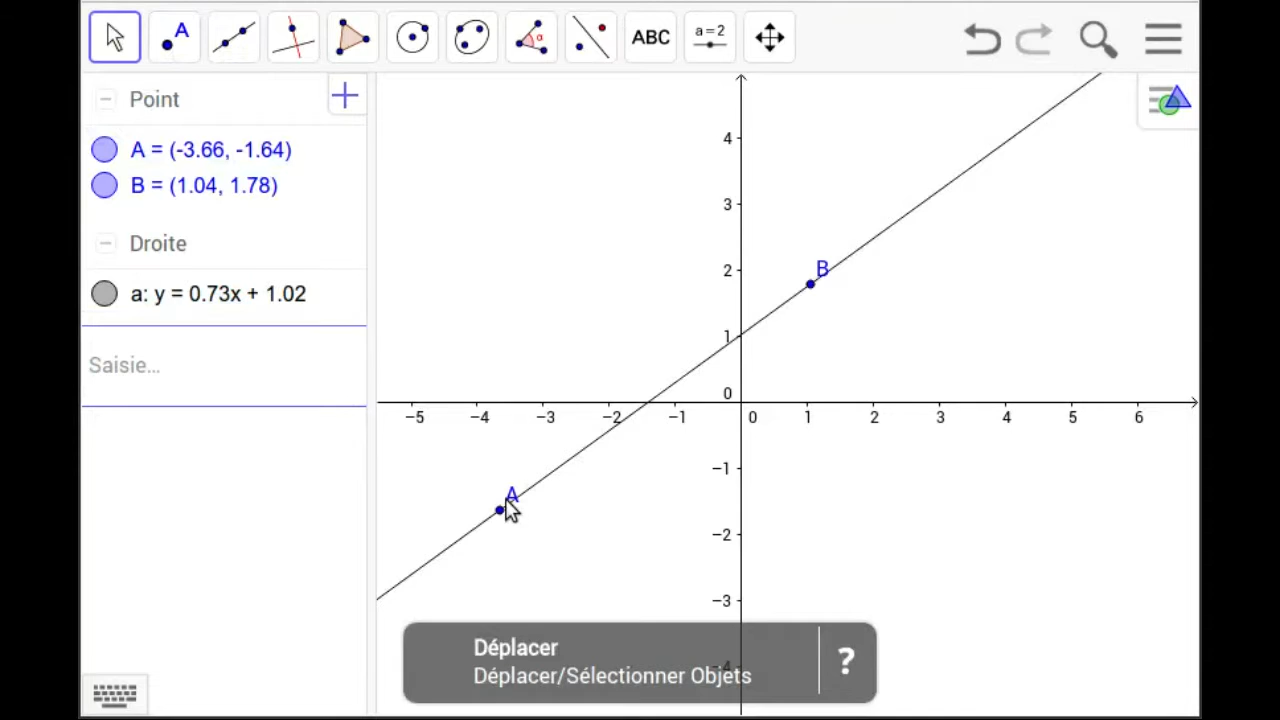 A
α
ABC
a=2
Point
A = (-3.66, -1.64)
B = (1.04, 1.78)
Droite
a: y = 0.73x + 1.02
Saisie…
4
3
2
1
0
−5 −4 −3 −2 −1 0 1 2 3 4 5 6
−1
−2
−3
−4
B
A
Déplacer
Déplacer/Sélectionner Objets
?